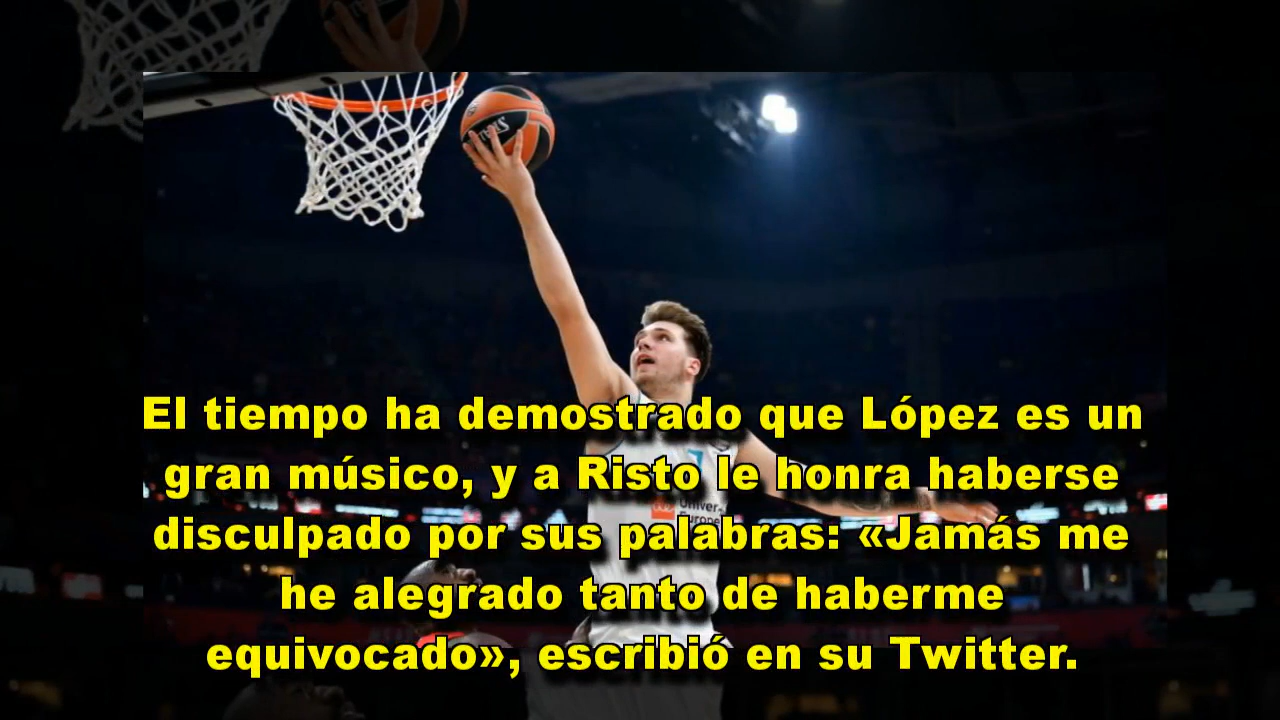 El tiempo ha demostrado que López es un
gran músico, y a Risto le honra haberse
disculpado por sus palabras: «Jamás me
he alegrado tanto de haberme
equivocado», escribió en su Twitter.